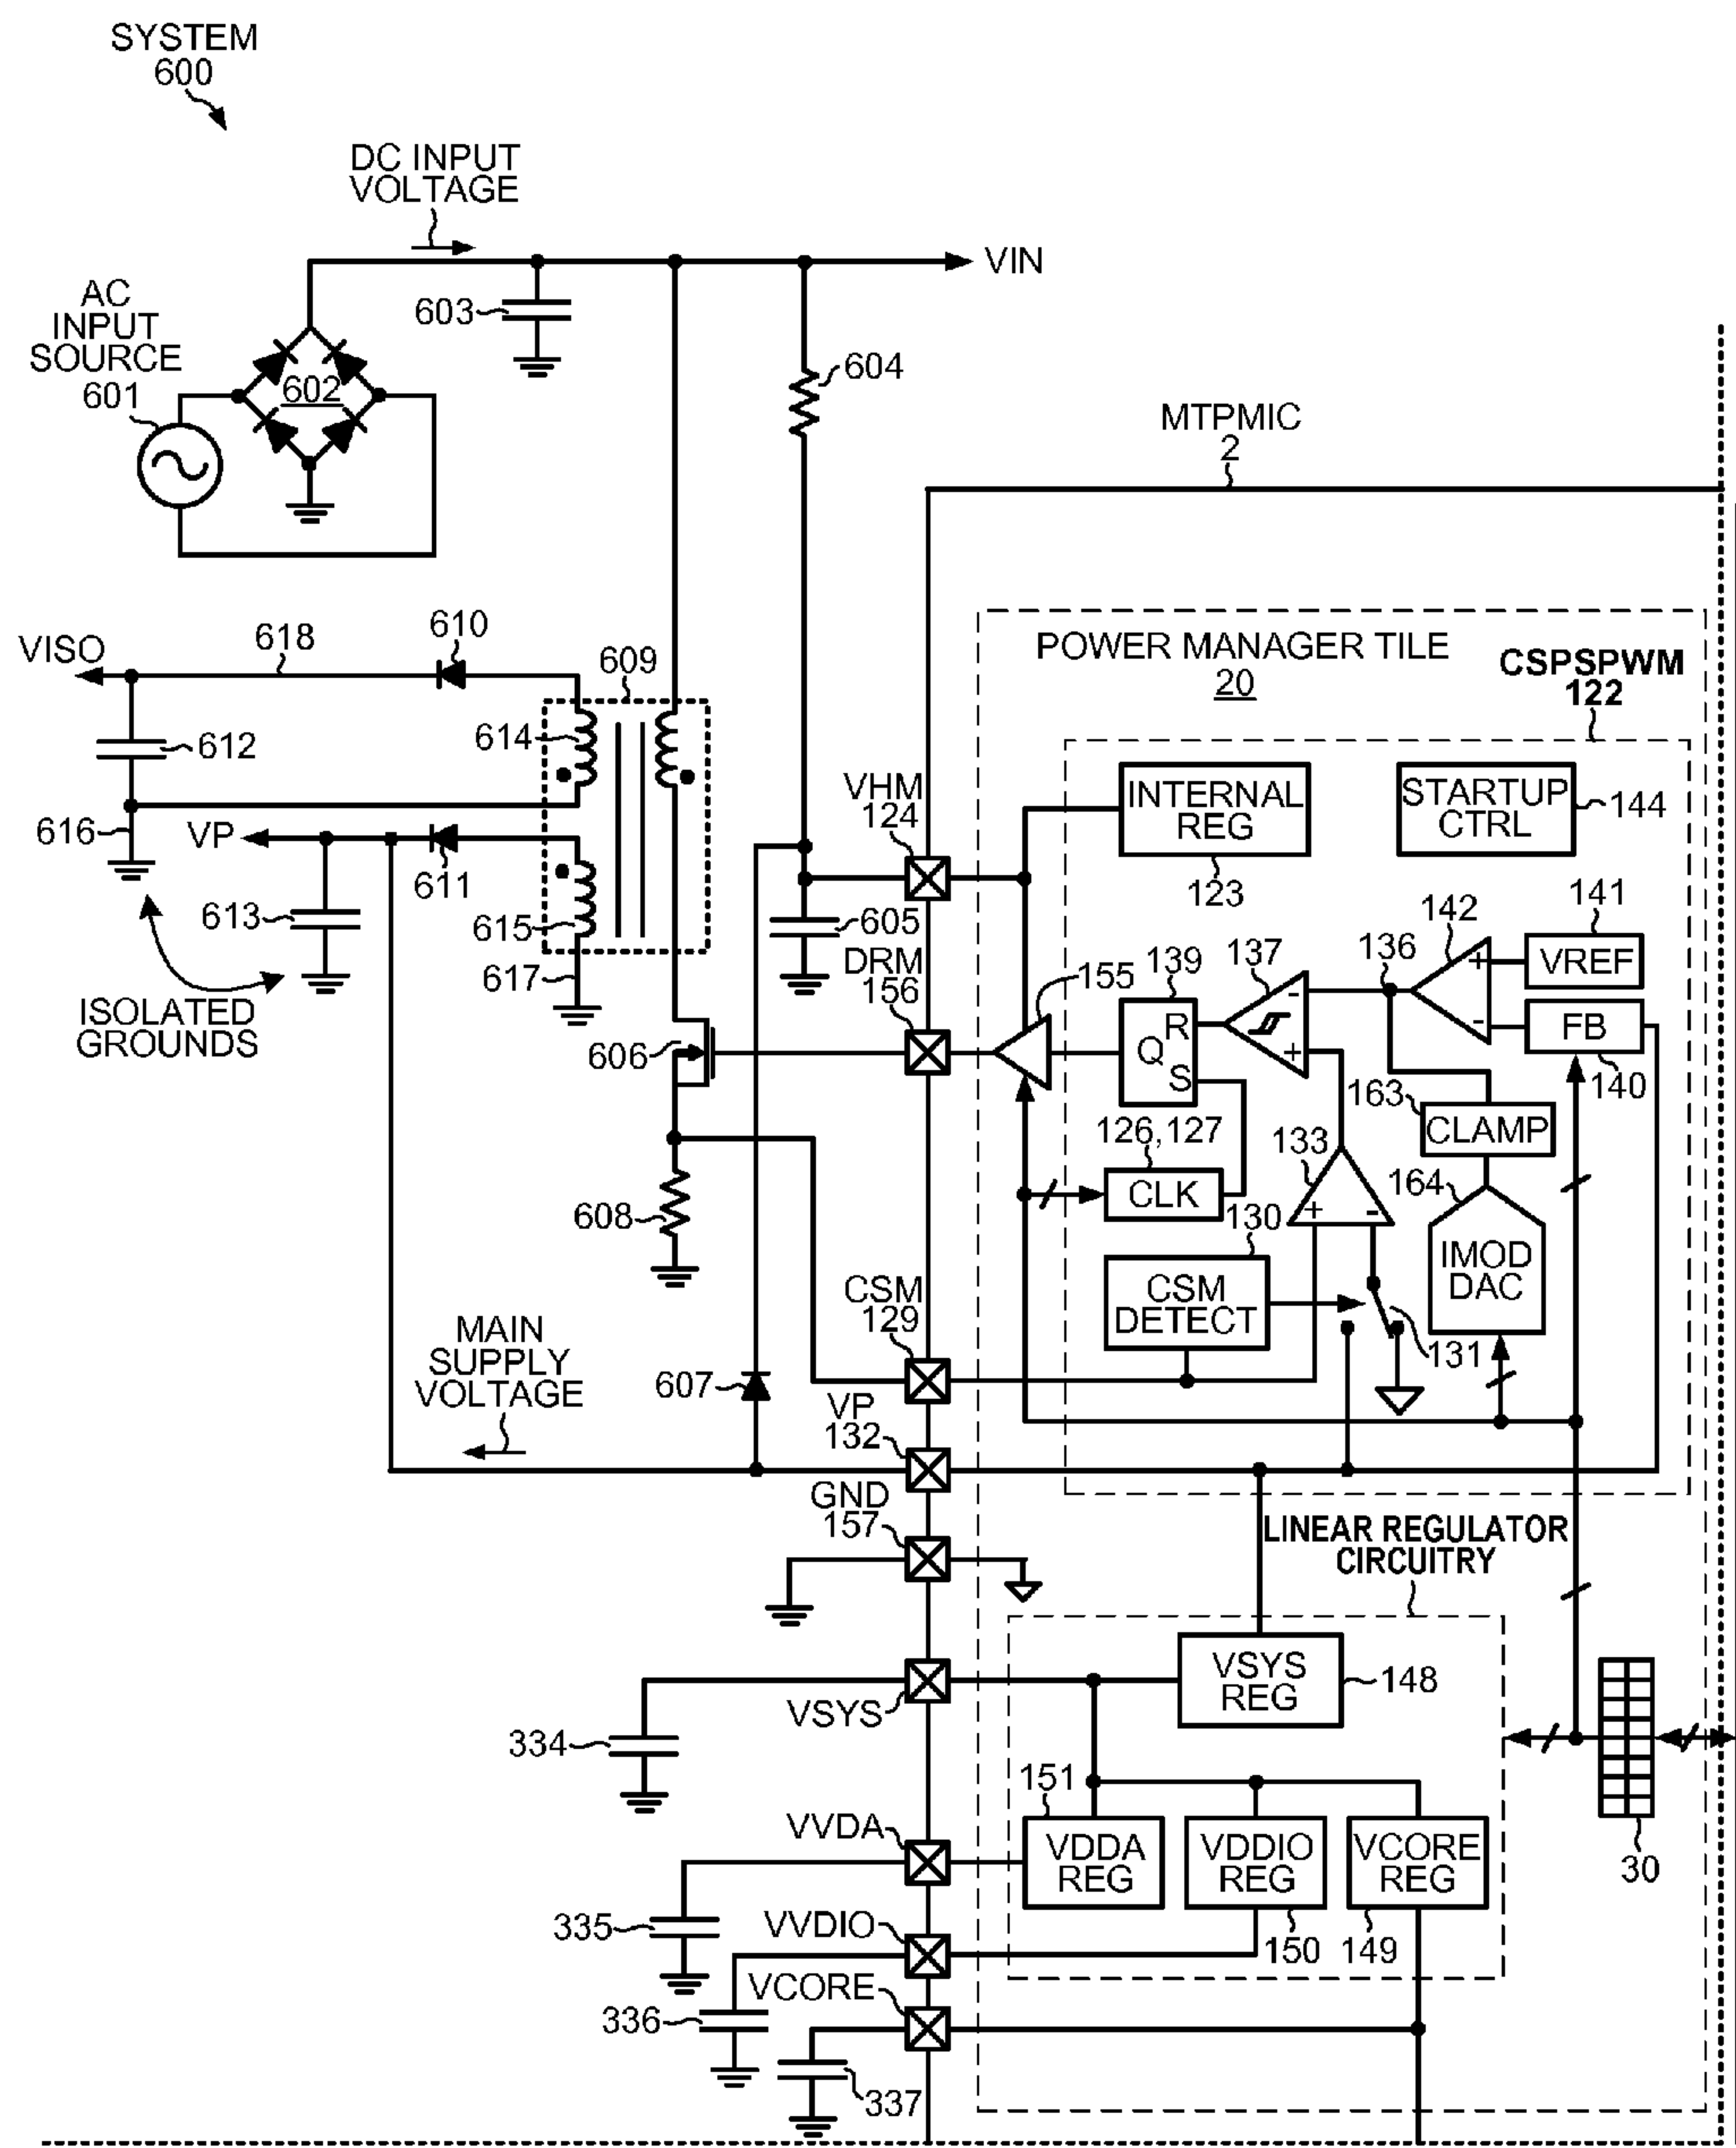 SYSTEM
600
DC INPUT
VOLTAGE
VIN
AC
INPUT
SOURCE
601
602
603
604
MTPMIC
2
VISO
618
610
609
614
612
616
VP
611
613
615
617
ISOLATED
GROUNDS
605
606
608
607
MAIN
SUPPLY
VOLTAGE
VHM
124
DRM
156
CSM
129
VP
132
GND
157
POWER MANAGER TILE
20
CSPSPWM
122
INTERNAL
REG
123
STARTUP
CTRL
144
155
139
137
136
142
141
VREF
FB
140
R
Q
S
-
+
+
-
163
CLAMP
126,127
CLK
133
164
IMOD
DAC
130
+
-
CSM
DETECT
131
LINEAR REGULATOR
CIRCUITRY
VSYS
REG
148
VSYS
334
151
VDDA
REG
VDDIO
REG
VCORE
REG
30
VVDA
335
150
149
VVDIO
336
VCORE
337